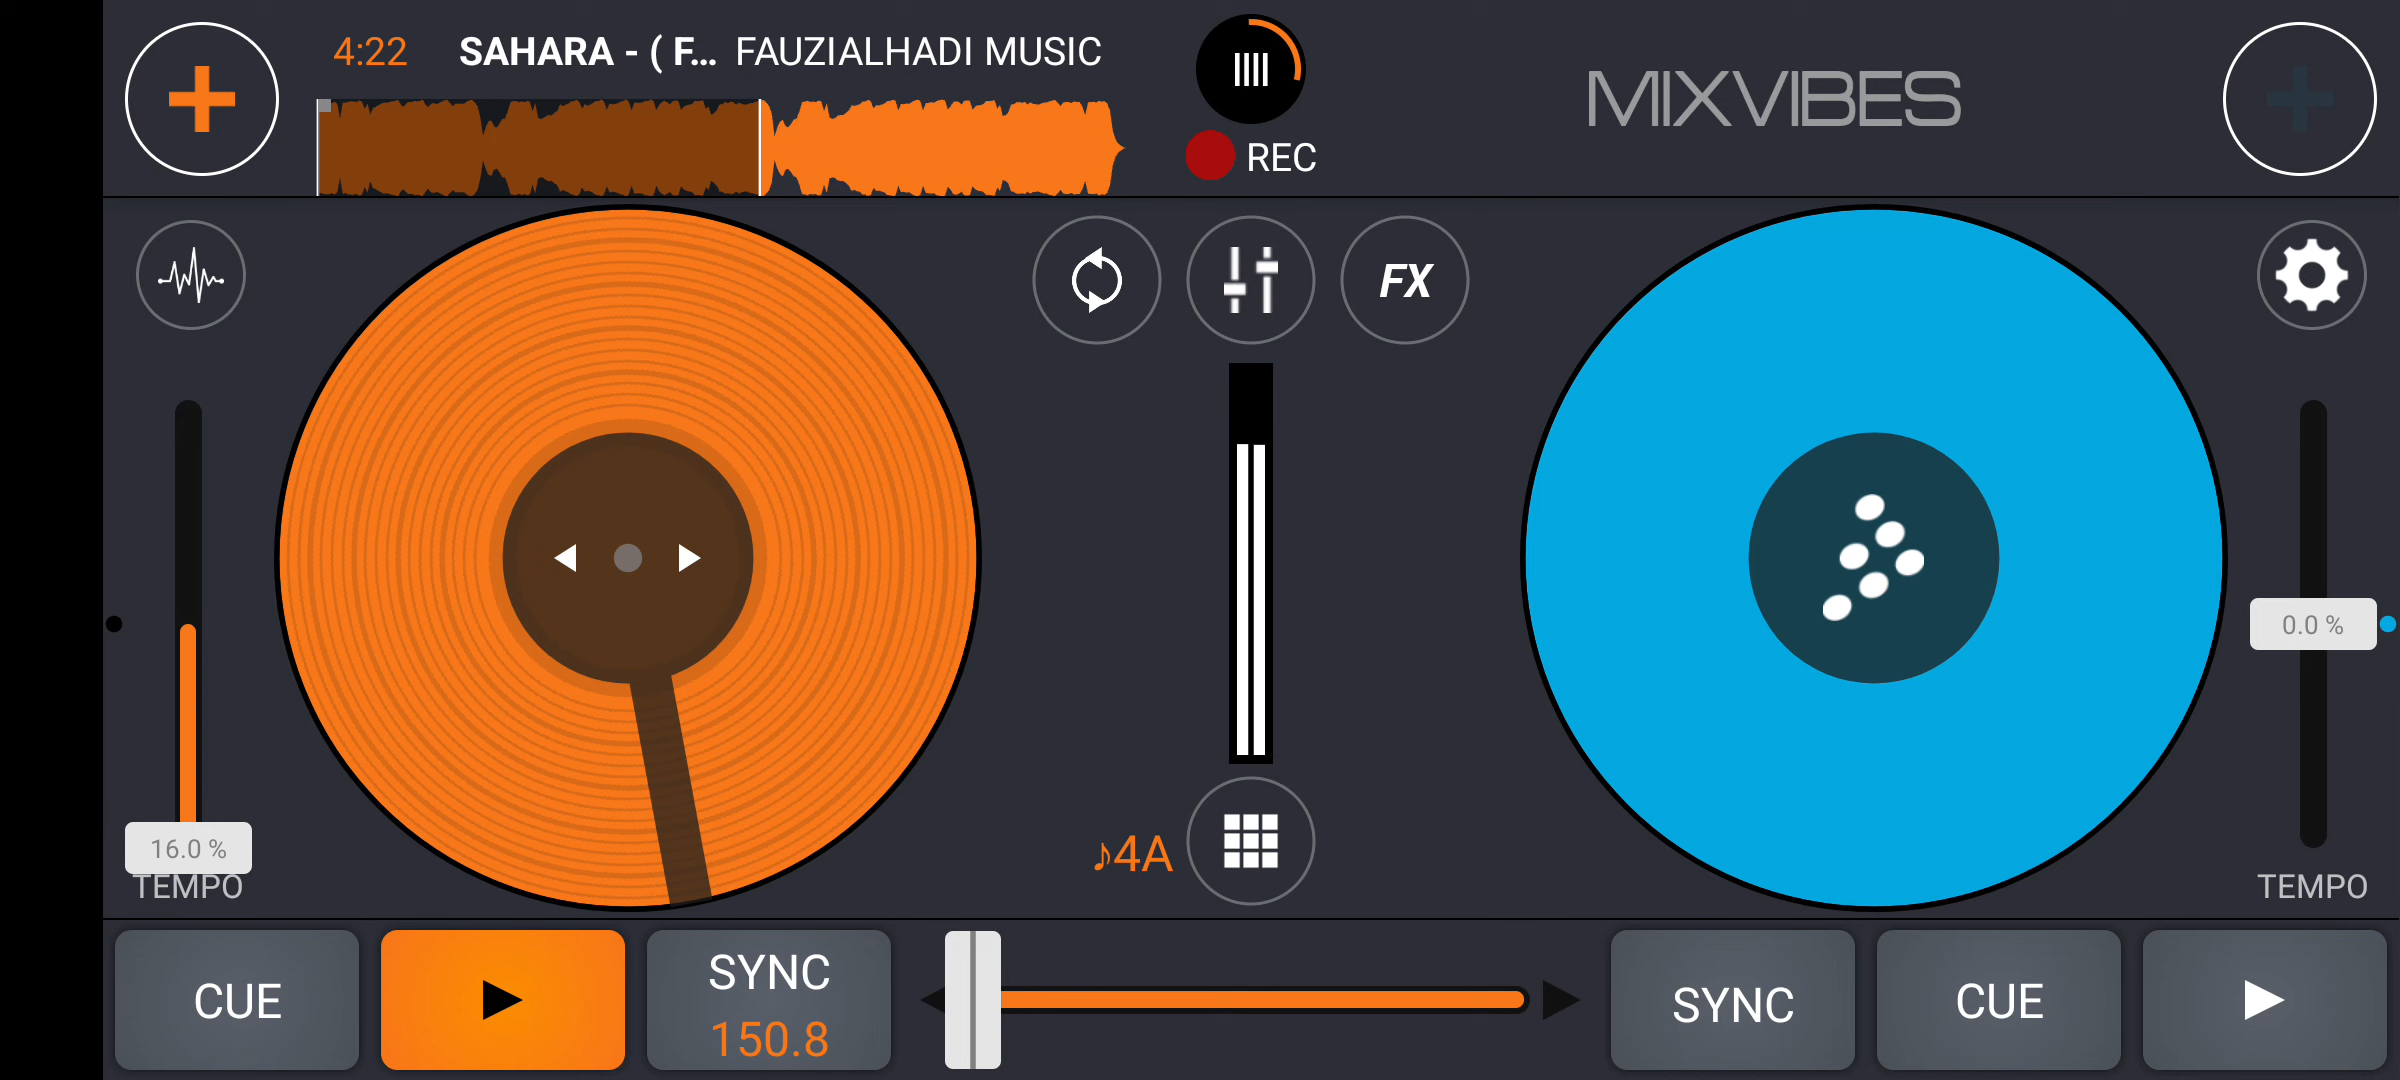 4:22 SAHARA - ( F... FAUZIALHADI MUSIC
REC
MIXVIBES
FX
16.0 %
TEMPO
♪4A
0.0 %
TEMPO
CUE
SYNC
150.8
SYNC
CUE